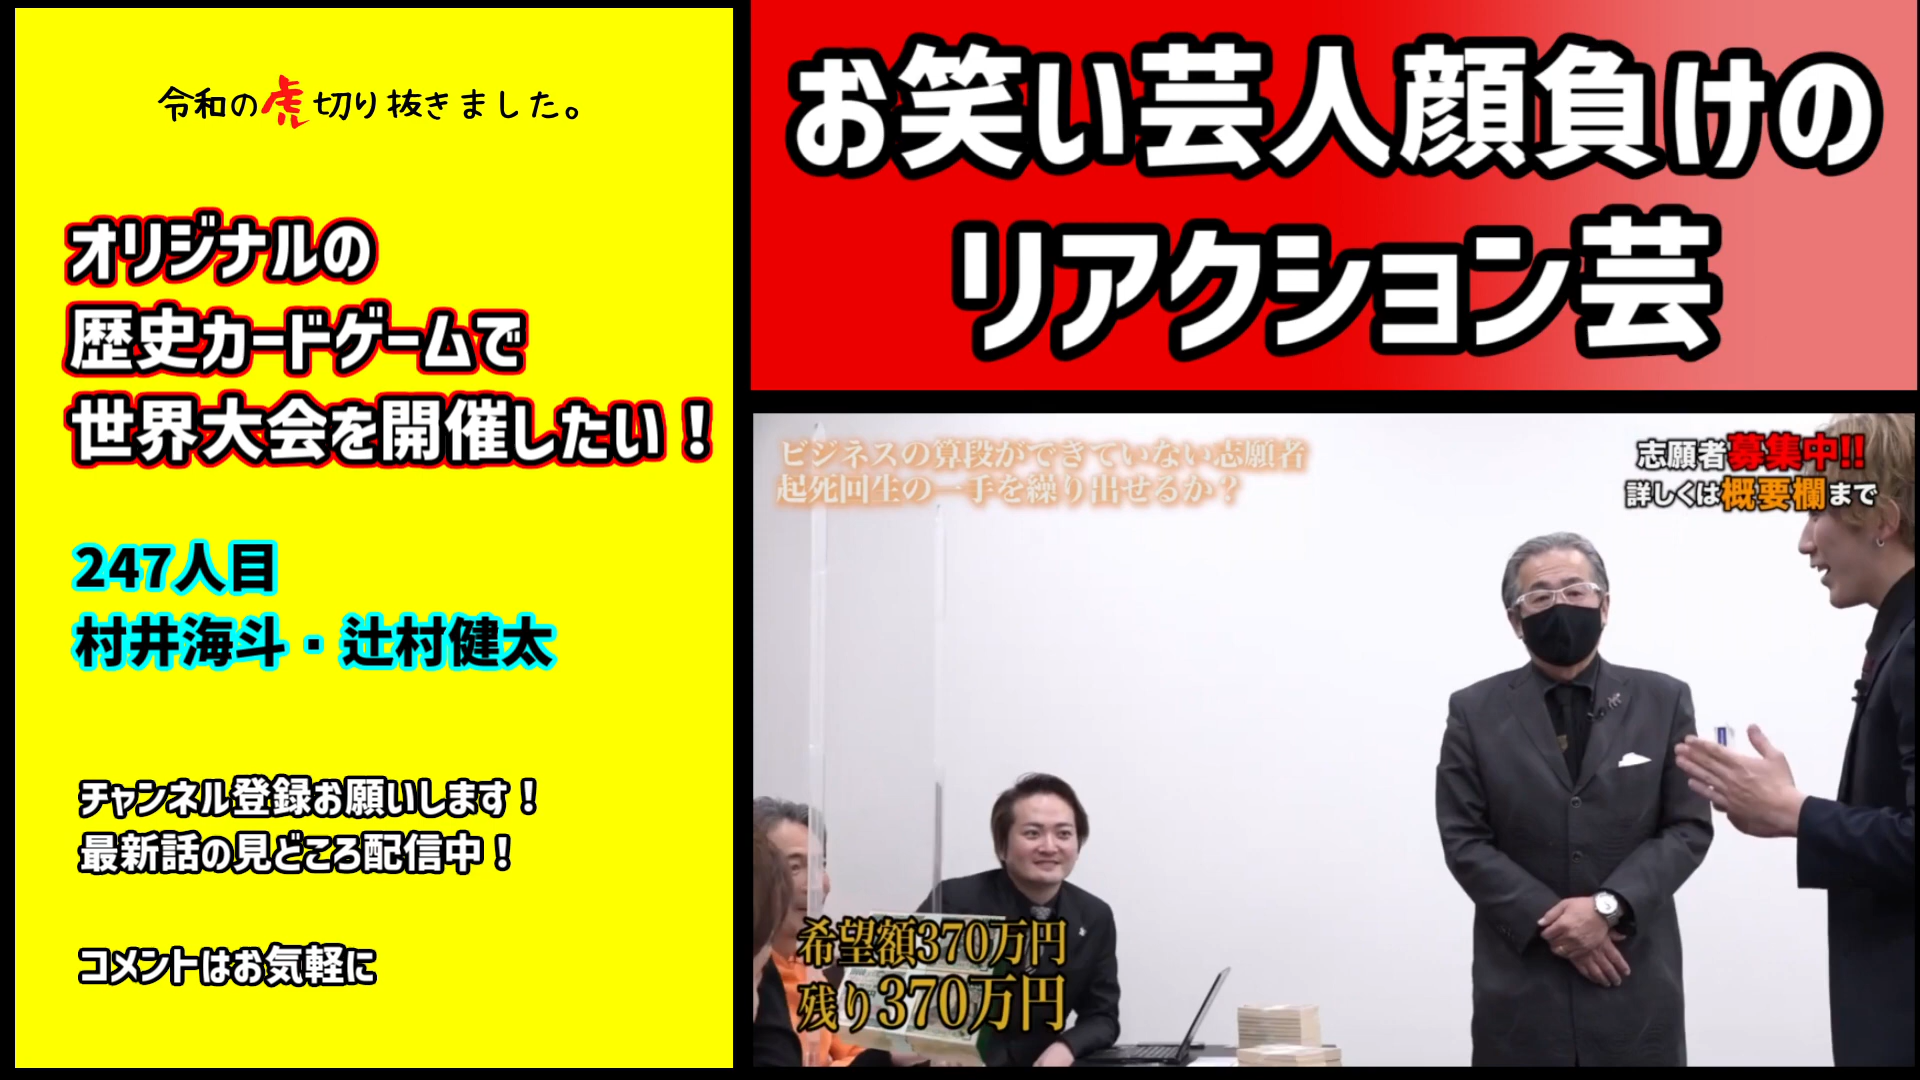 令和の虎切り抜きました。
オリジナルの
歴史カードゲームで
世界大会を開催したい！
247人目
村井海斗・辻村健太
チャンネル登録お願いします！
最新話の見どころ配信中！
コメントはお気軽に
お笑い芸人顔負けの
リアクション芸
ビジネスの算段ができていない志願者
起死回生の一手を繰り出せるか？
志願者募集中!!
詳しくは概要欄まで
希望額370万円
残り370万円